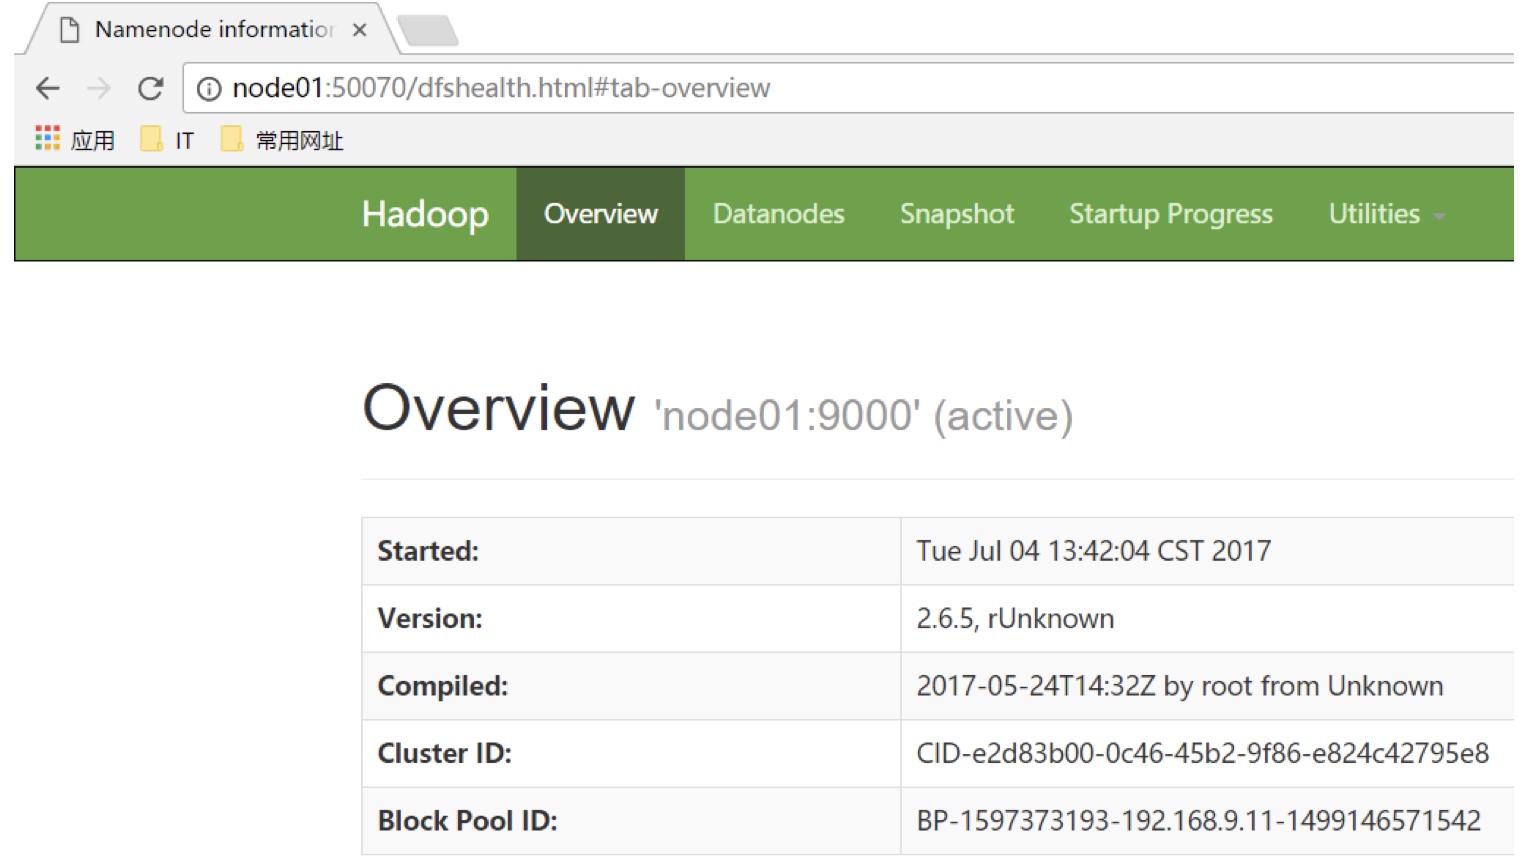 Namenode information
node01:50070/dfshealth.html#tab-overview
应用 IT 常用网址
Hadoop Overview Datanodes Snapshot Startup Progress Utilities
Overview 'node01:9000' (active)
Started: Tue Jul 04 13:42:04 CST 2017
Version: 2.6.5, rUnknown
Compiled: 2017-05-24T14:32Z by root from Unknown
Cluster ID: CID-e2d83b00-0c46-45b2-9f86-e824c42795e8
Block Pool ID: BP-1597373193-192.168.9.11-1499146571542